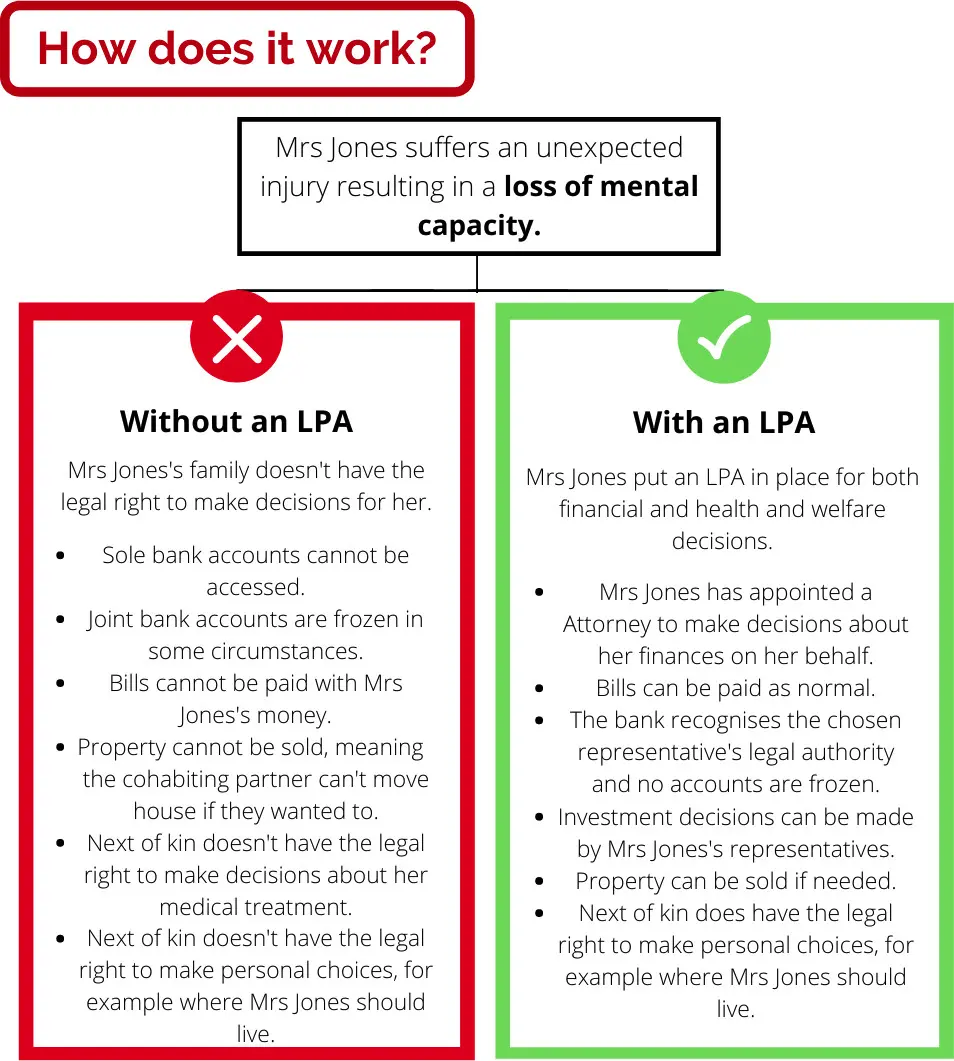 How does it work?
Mrs Jones suffers an unexpected
injury resulting in a loss of mental
capacity.
Without an LPA
Mrs Jones's family doesn't have the
legal right to make decisions for her.
• Sole bank accounts cannot be
accessed.
• Joint bank accounts are frozen in
some circumstances.
• Bills cannot be paid with Mrs
Jones's money.
• Property cannot be sold, meaning
the cohabiting partner can't move
house if they wanted to.
• Next of kin doesn't have the legal
right to make decisions about her
medical treatment.
• Next of kin doesn't have the legal
right to make personal choices, for
example where Mrs Jones should
live.
With an LPA
Mrs Jones put an LPA in place for both
financial and health and welfare
decisions.
• Mrs Jones has appointed a
Attorney to make decisions about
her finances on her behalf.
• Bills can be paid as normal.
• The bank recognises the chosen
representative's legal authority
and no accounts are frozen.
• Investment decisions can be made
by Mrs Jones's representatives.
• Property can be sold if needed.
• Next of kin does have the legal
right to make personal choices, for
example where Mrs Jones should
live.